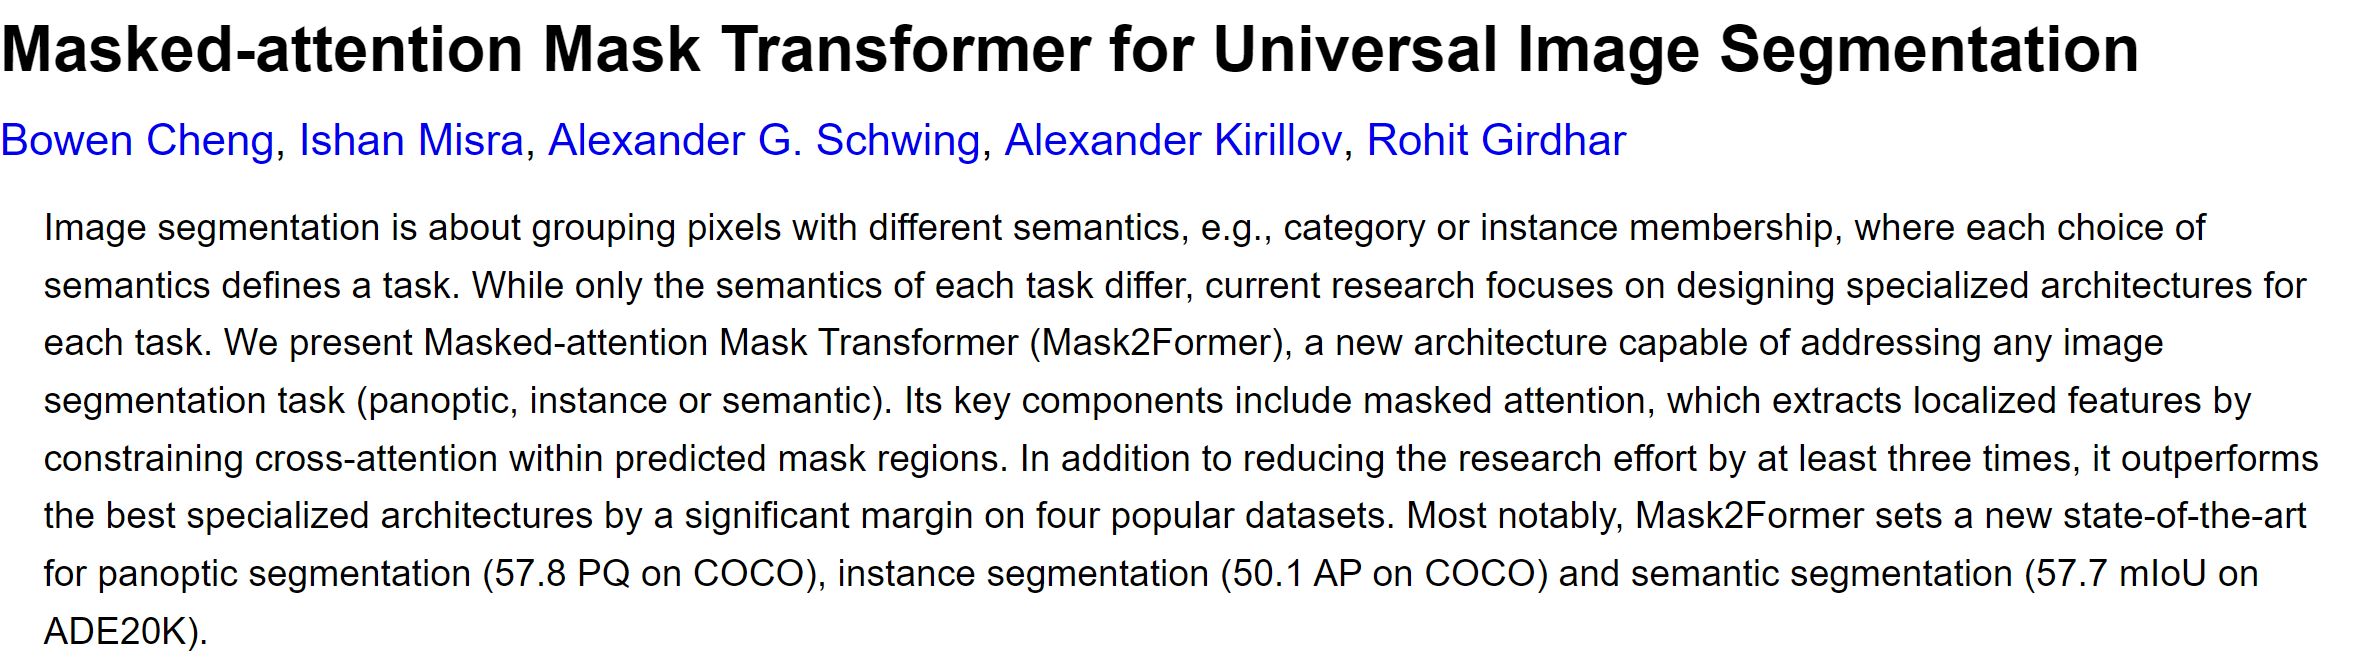 Masked-attention Mask Transformer for Universal Image Segmentation
Bowen Cheng, Ishan Misra, Alexander G. Schwing, Alexander Kirillov, Rohit Girdhar
Image segmentation is about grouping pixels with different semantics, e.g., category or instance membership, where each choice of
semantics defines a task. While only the semantics of each task differ, current research focuses on designing specialized architectures for
each task. We present Masked-attention Mask Transformer (Mask2Former), a new architecture capable of addressing any image
segmentation task (panoptic, instance or semantic). Its key components include masked attention, which extracts localized features by
constraining cross-attention within predicted mask regions. In addition to reducing the research effort by at least three times, it outperforms
the best specialized architectures by a significant margin on four popular datasets. Most notably, Mask2Former sets a new state-of-the-art
for panoptic segmentation (57.8 PQ on COCO), instance segmentation (50.1 AP on COCO) and semantic segmentation (57.7 mIoU on
ADE20K).